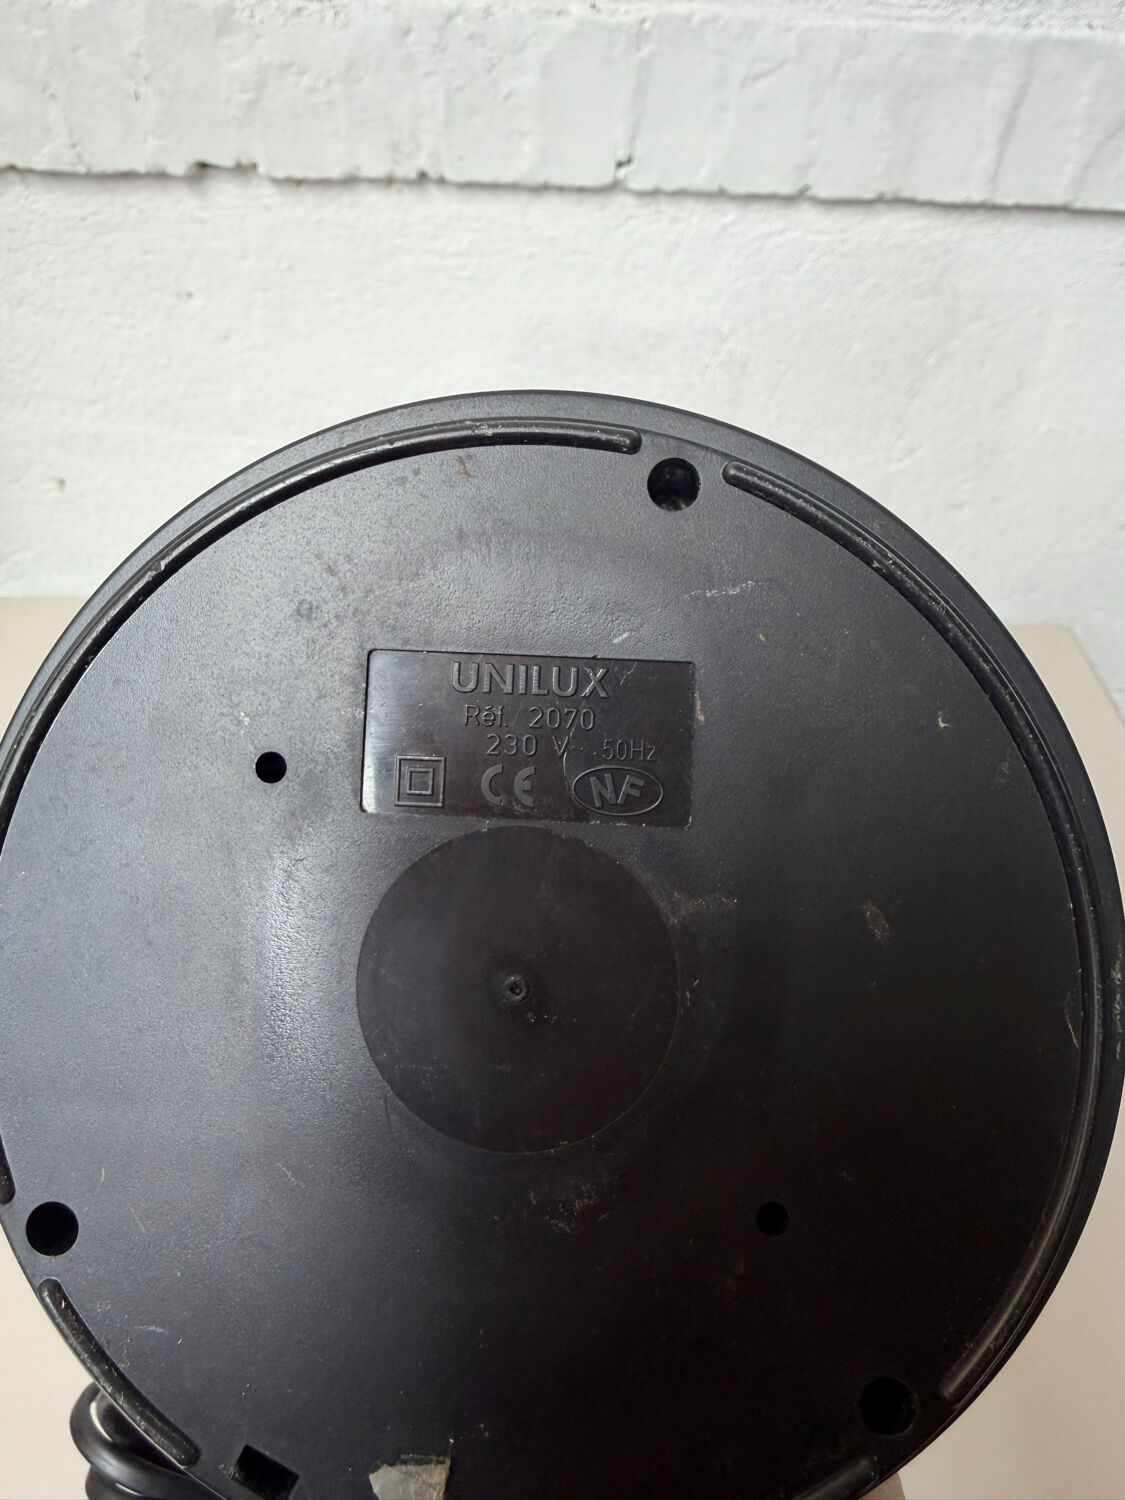 UNILUX
Réf. 2070
230 V~ 50Hz
CE NF